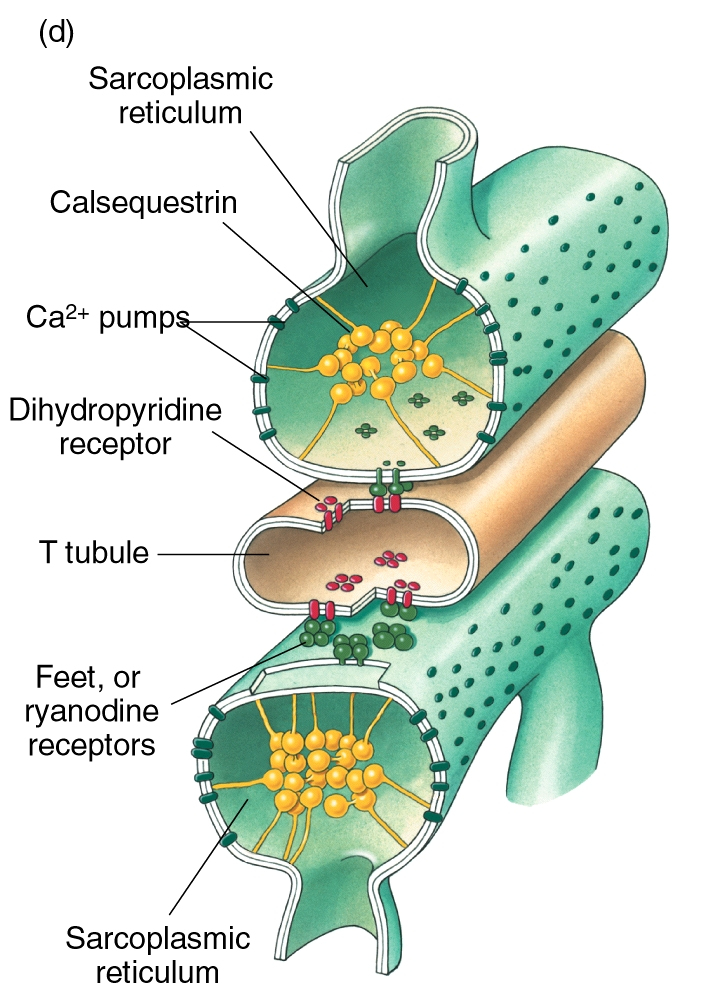 (d)
Sarcoplasmic
reticulum
Calsequestrin
Ca²⁺ pumps
Dihydropyridine
receptor
T tubule
Feet, or
ryanodine
receptors
Sarcoplasmic
reticulum